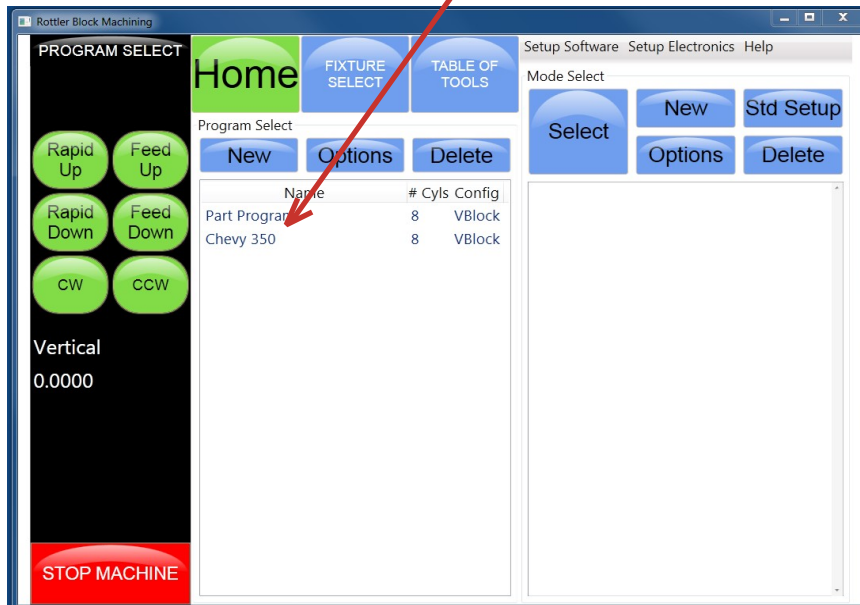 Rottler Block Machining
PROGRAM SELECT
Home
FIXTURE
SELECT
TABLE OF
TOOLS
Setup Software Setup Electronics Help
Mode Select
Select
New
Std Setup
Options
Delete
Program Select
New
Options
Delete
Name # Cyls Config
Part Program 8 VBlock
Chevy 350 8 VBlock
Rapid
Up
Feed
Up
Rapid
Down
Feed
Down
CW
CCW
Vertical
0.0000
STOP MACHINE